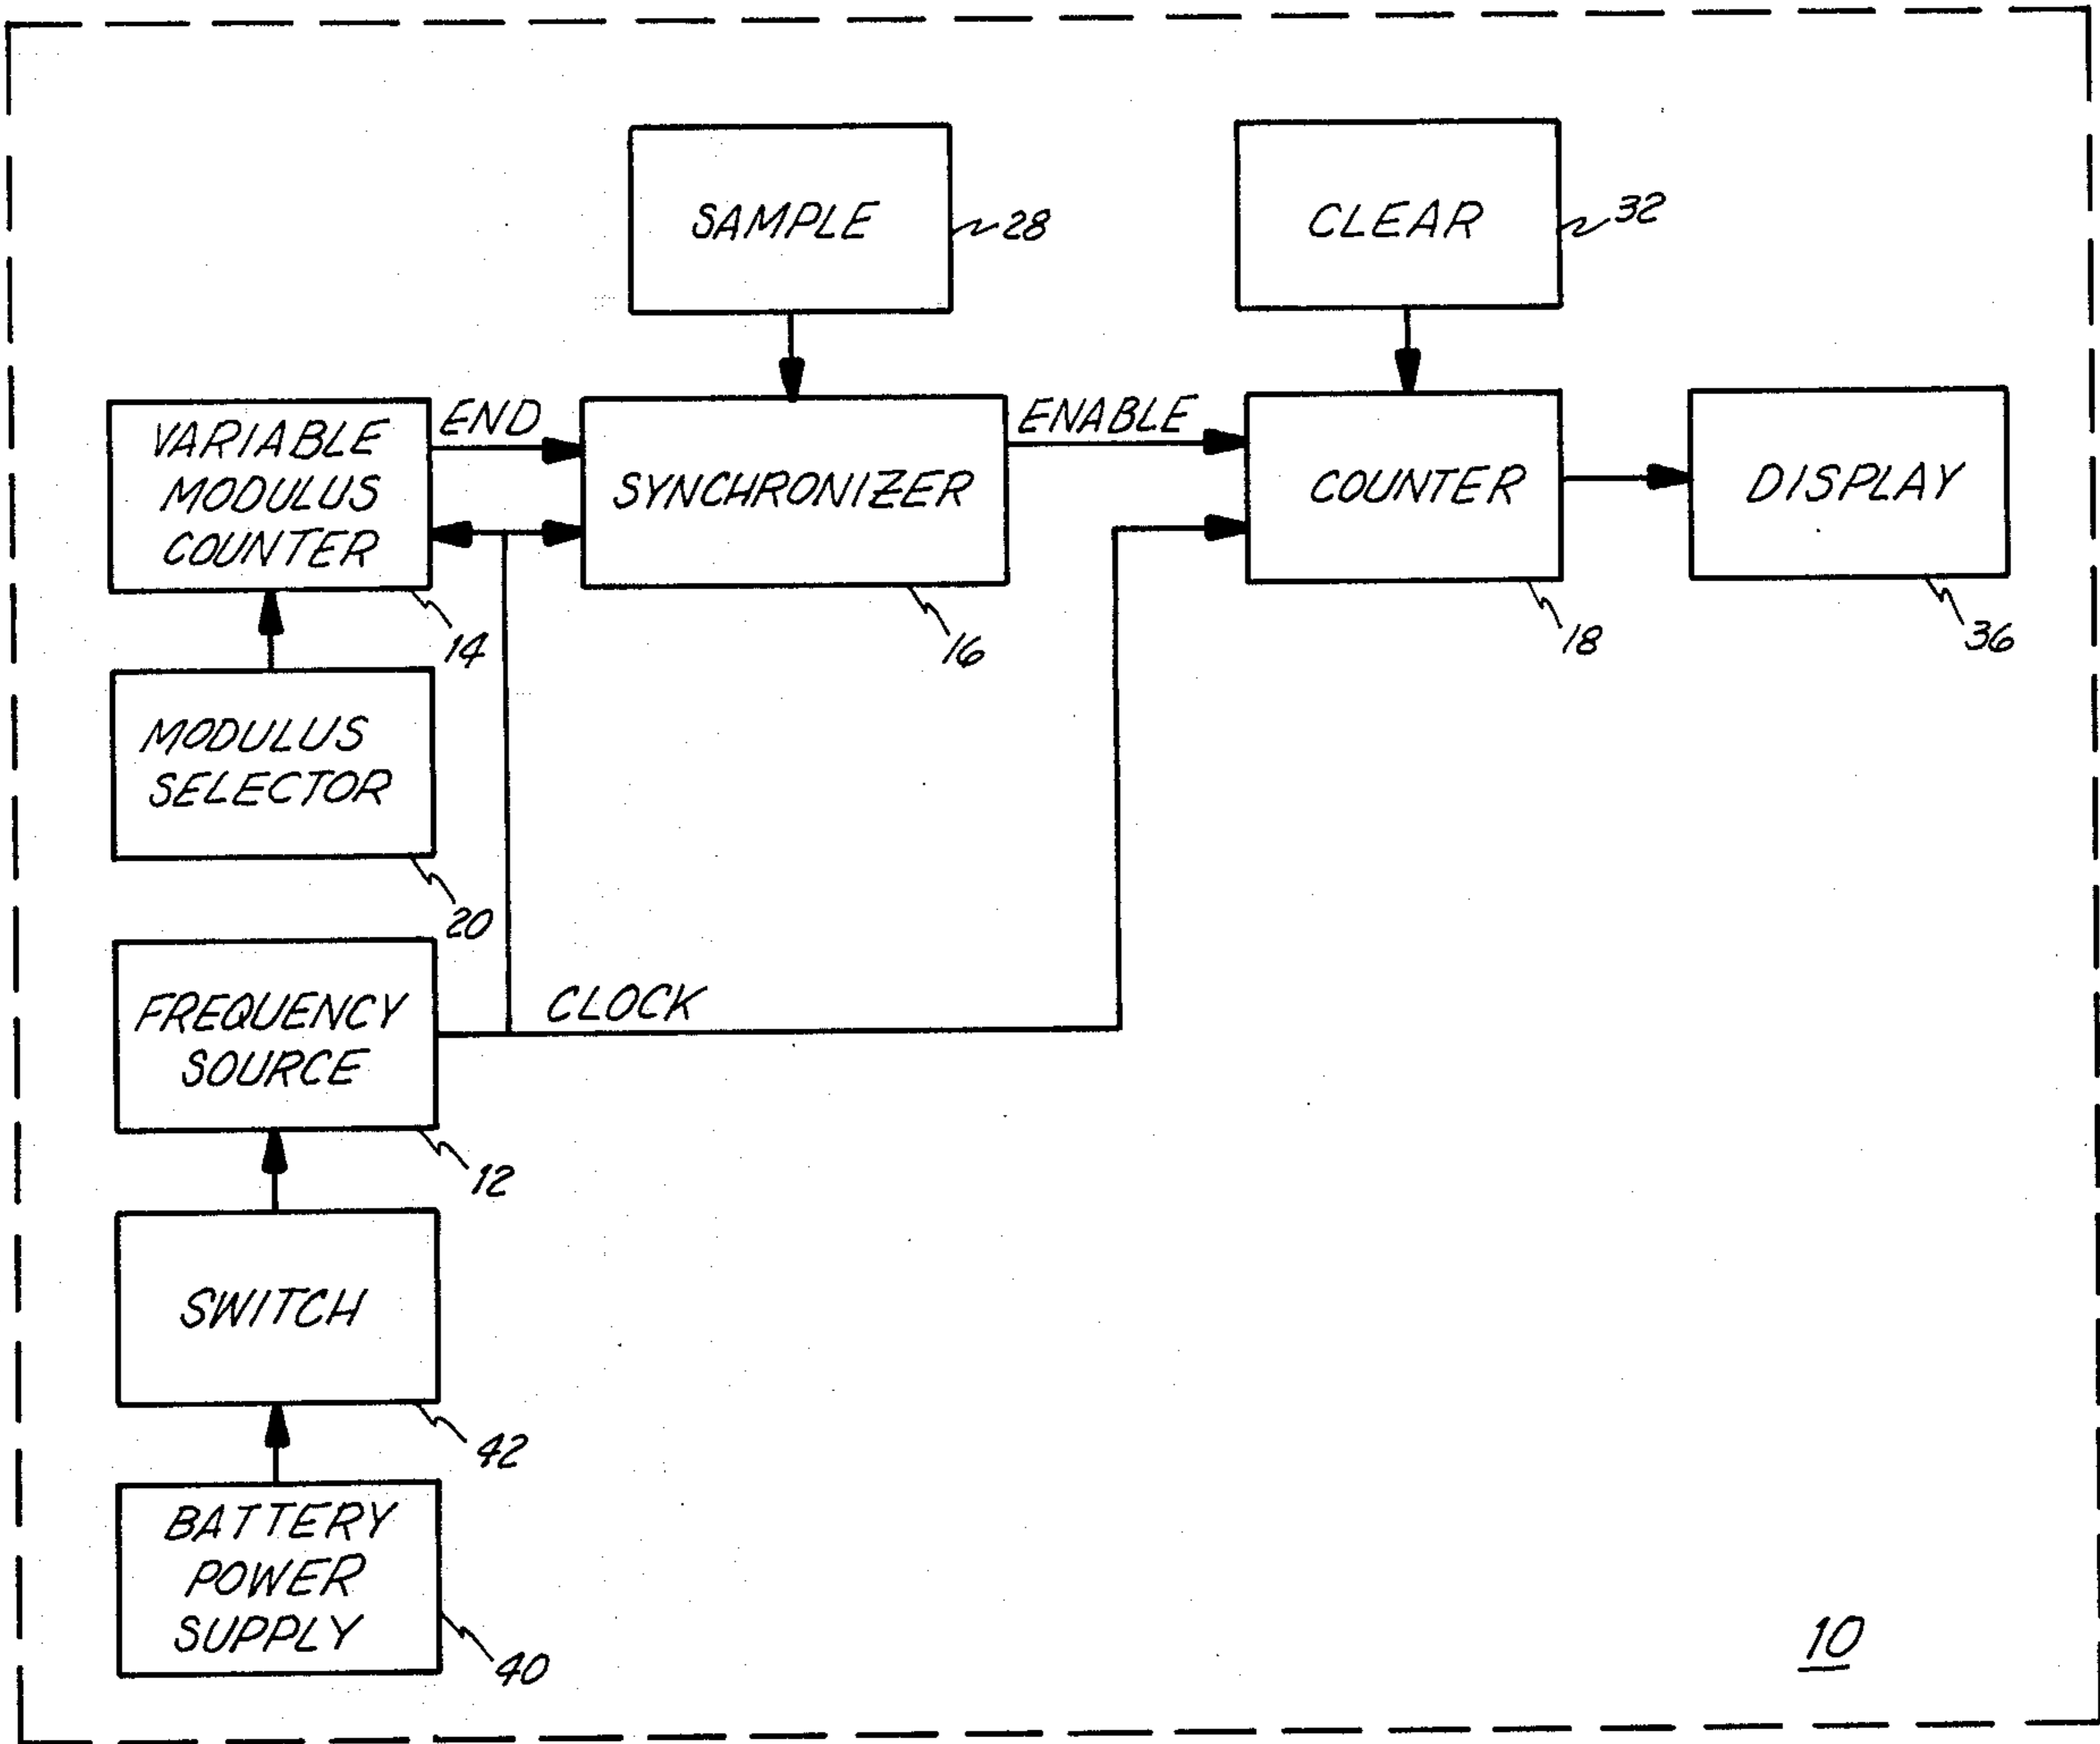 SAMPLE
28
CLEAR
32
VARIABLE
MODULUS
COUNTER
14
END
SYNCHRONIZER
16
ENABLE
COUNTER
18
DISPLAY
36
MODULUS
SELECTOR
20
FREQUENCY
SOURCE
12
CLOCK
SWITCH
42
BATTERY
POWER
SUPPLY
40
10